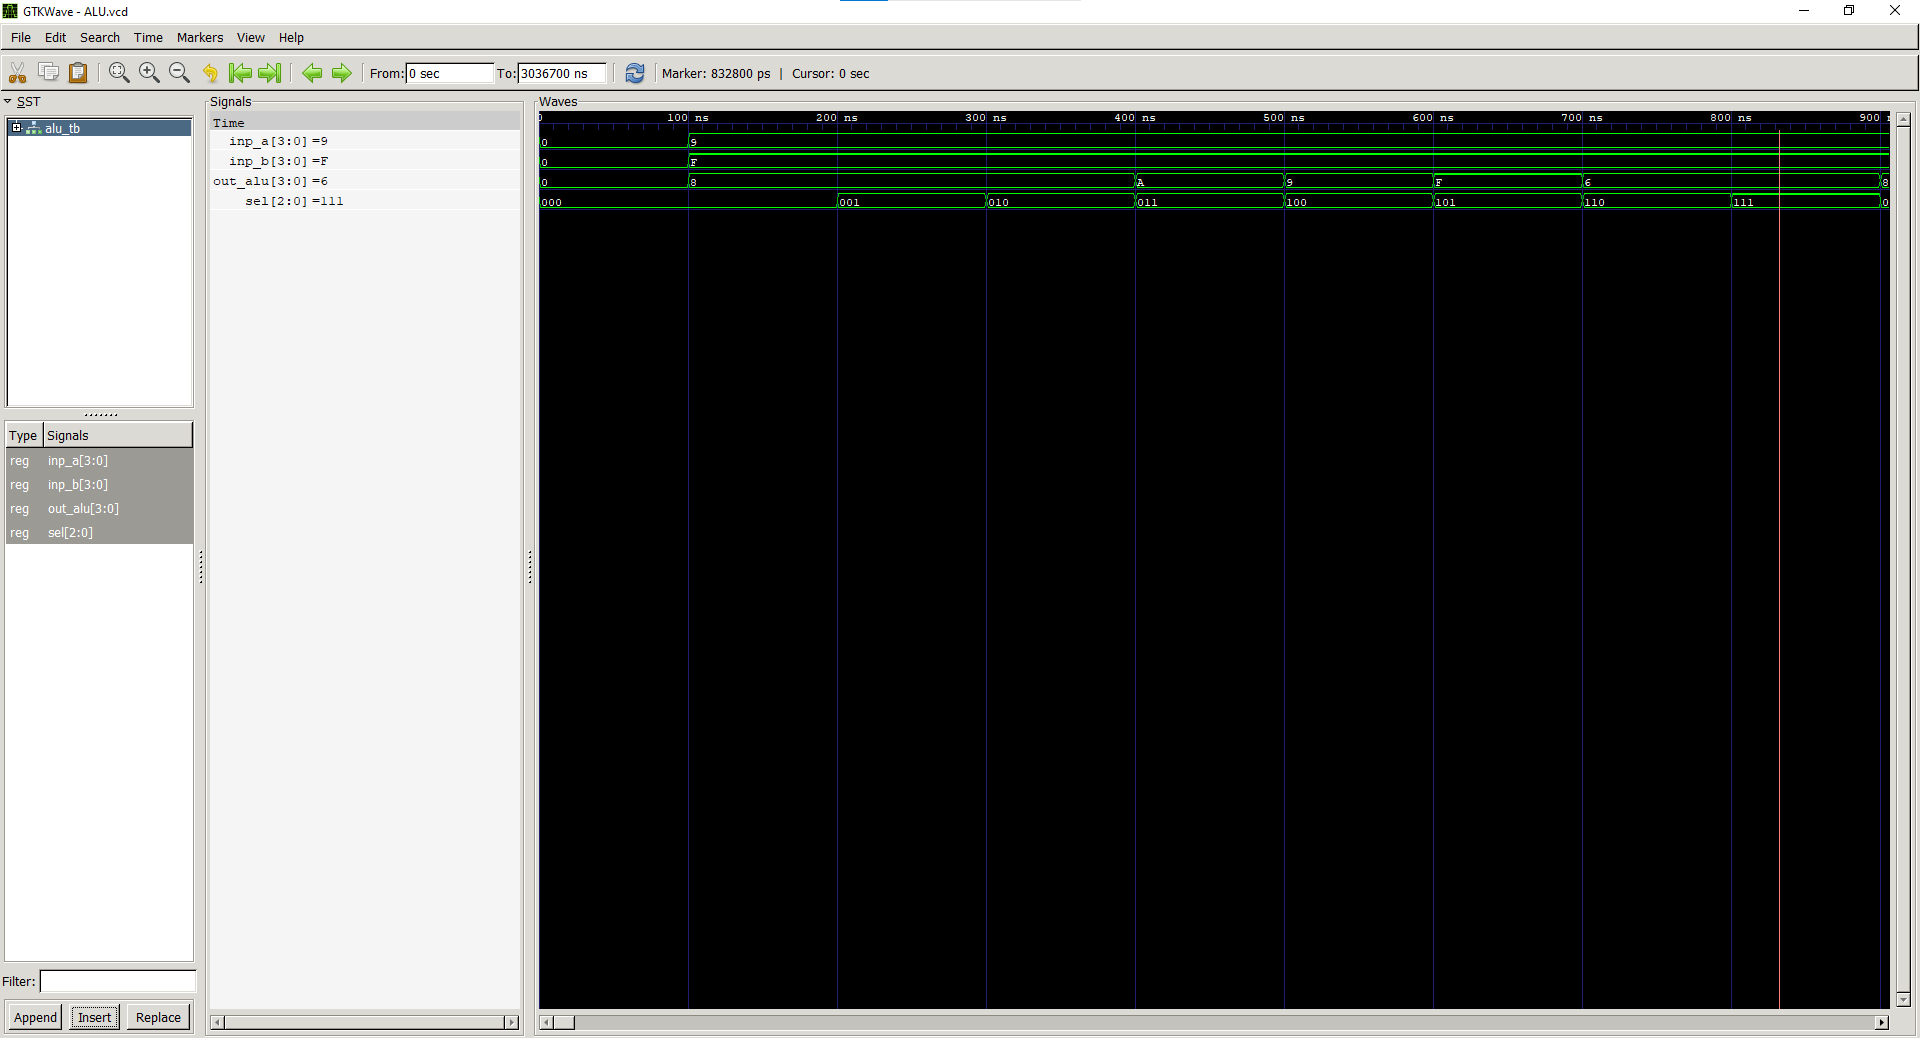 GTKWave - ALU.vcd
File Edit Search Time Markers View Help
From: 0 sec To: 3036700 ns Marker: 832800 ps | Cursor: 0 sec
SST
alu_tb
Type Signals
reg inp_a[3:0]
reg inp_b[3:0]
reg out_alu[3:0]
reg sel[2:0]
Filter:
Append Insert Replace
Signals
Time
inp_a[3:0] =9
inp_b[3:0] =F
out_alu[3:0] =6
sel[2:0] =111
Waves
0 100 ns 200 ns 300 ns 400 ns 500 ns 600 ns 700 ns 800 ns 900
0 9
0 F
0 8 A 9 F 6 8
000 001 010 011 100 101 110 111 0